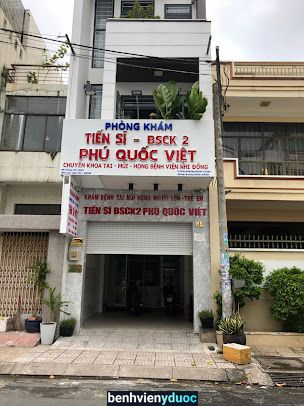 PHÒNG KHÁM
TIẾN SĨ - BSCK 2
PHÚ QUỐC VIỆT
CHUYÊN KHOA TAI - MŨI - HỌNG BỆNH VIỆN NHI ĐỒNG
KHÁM BỆNH TAI MŨI HỌNG NGƯỜI LỚN - TRẺ EM
TIẾN SĨ BSCK2 PHÚ QUỐC VIỆT
benhvienyduoc